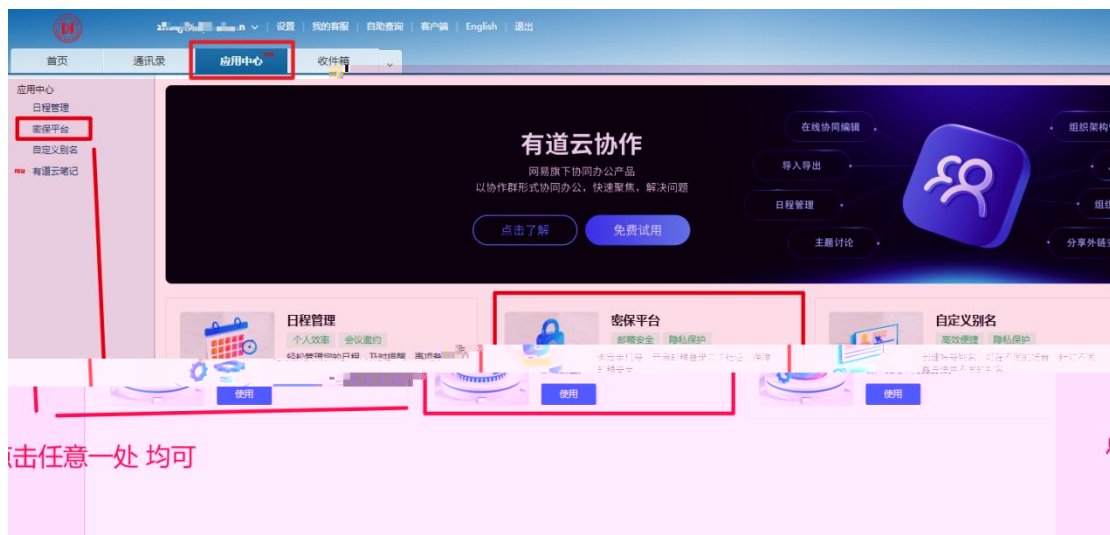 设置 | 我的客服 | 自助查询 | 客户端 | English | 退出
首页 通讯录 应用中心 收件箱
应用中心
日程管理
密保平台
自定义别名
有道云笔记
有道云协作
网易旗下协同办公产品
以协作群形式协同办公，快速聚焦，解决问题
点击了解 免费试用
在线协同编辑
导入导出
日程管理
主题讨论
组织架构
组织
分享外链
日程管理
个人效率 会议邀约
密保平台
邮箱安全 隐私保护
自定义别名
高效便捷 隐私保护
使用 使用 使用
击任意一处 均可